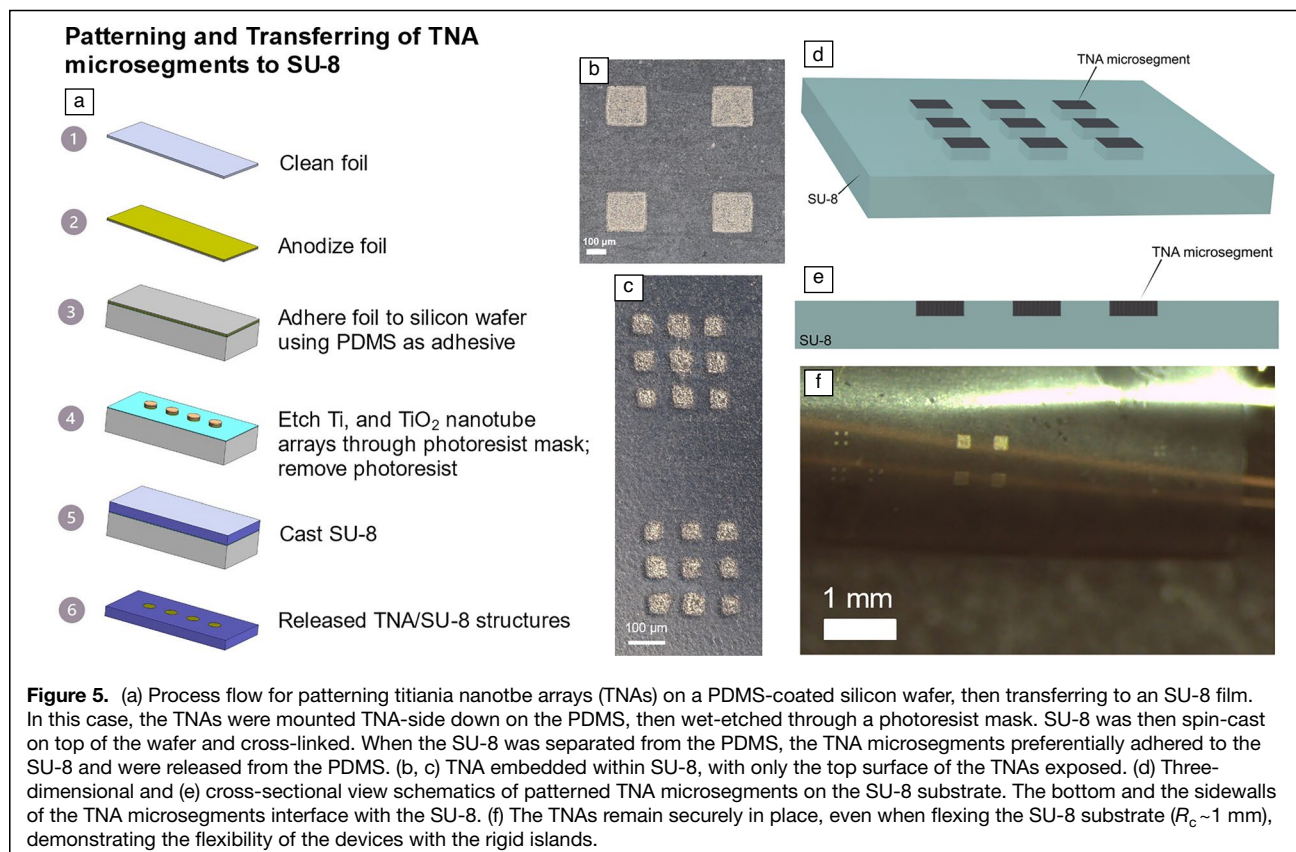 Patterning and Transferring of TNA
microsegments to SU-8
a
1
Clean foil
2
Anodize foil
3
Adhere foil to silicon wafer
using PDMS as adhesive
4
Etch Ti, and TiO₂ nanotube
arrays through photoresist mask;
remove photoresist
5
Cast SU-8
6
Released TNA/SU-8 structures
b
100 µm
c
100 µm
d
TNA microsegment
SU-8
e
TNA microsegment
SU-8
f
1 mm
Figure 5. (a) Process flow for patterning titiania nanotbe arrays (TNAs) on a PDMS-coated silicon wafer, then transferring to an SU-8 film.
In this case, the TNAs were mounted TNA-side down on the PDMS, then wet-etched through a photoresist mask. SU-8 was then spin-cast
on top of the wafer and cross-linked. When the SU-8 was separated from the PDMS, the TNA microsegments preferentially adhered to the
SU-8 and were released from the PDMS. (b, c) TNA embedded within SU-8, with only the top surface of the TNAs exposed. (d) Three-
dimensional and (e) cross-sectional view schematics of patterned TNA microsegments on the SU-8 substrate. The bottom and the sidewalls
of the TNA microsegments interface with the SU-8. (f) The TNAs remain securely in place, even when flexing the SU-8 substrate (Rc ~1 mm),
demonstrating the flexibility of the devices with the rigid islands.